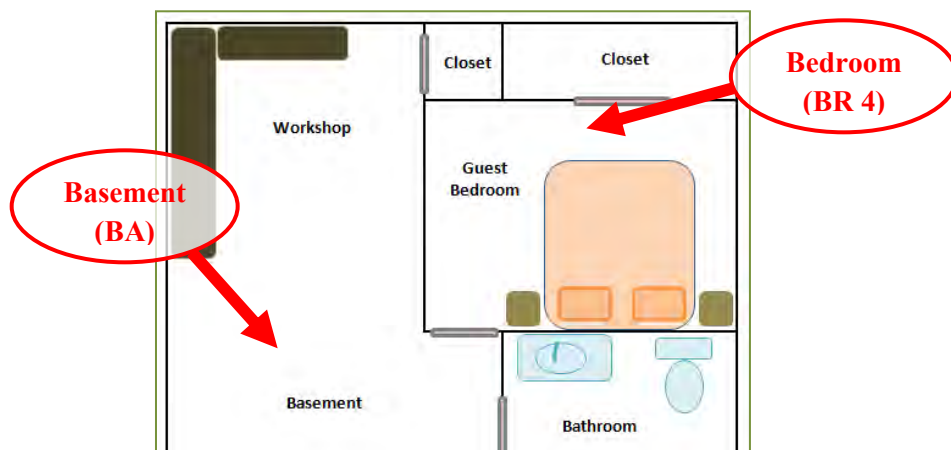 Closet
Closet
Bedroom
(BR 4)
Workshop
Guest
Bedroom
Basement
(BA)
Basement
Bathroom